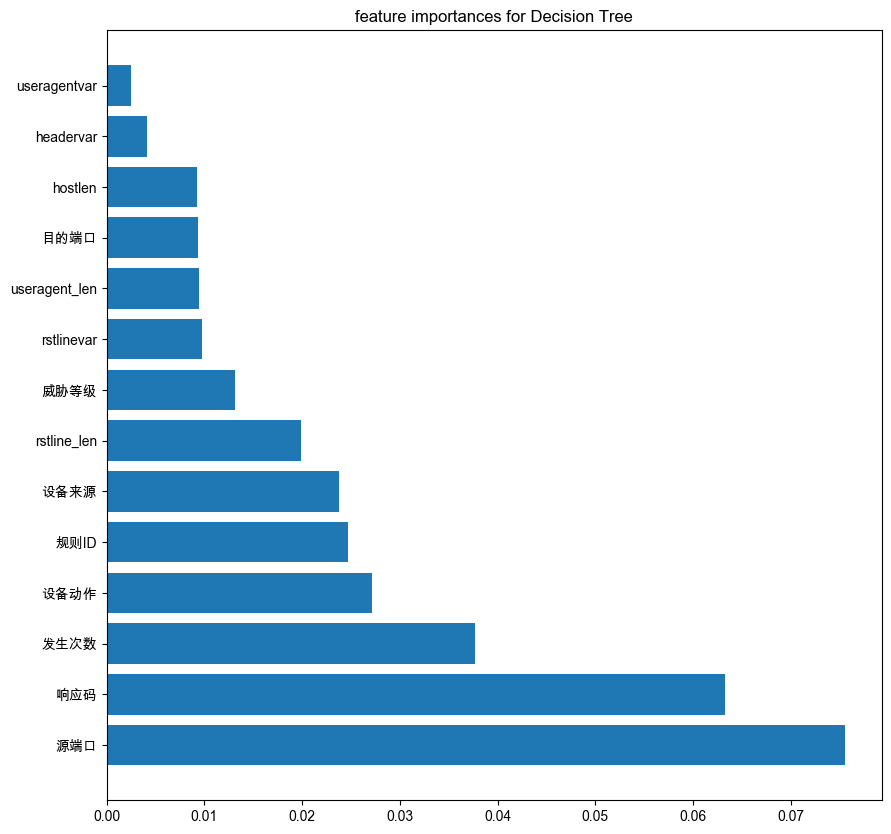 feature importances for Decision Tree
useragentvar
headervar
hostlen
目的端口
useragent_len
rstlinevar
威胁等级
rstline_len
设备来源
规则ID
设备动作
发生次数
响应码
源端口
0.00 0.01 0.02 0.03 0.04 0.05 0.06 0.07